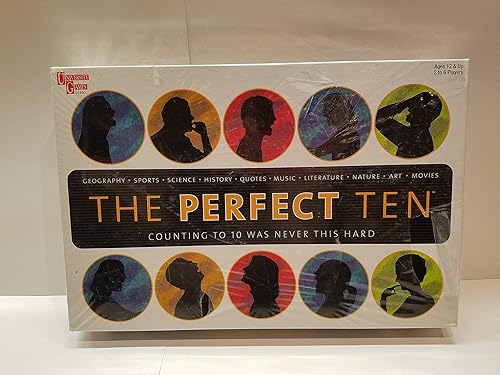 UNIVERSITY
GAMES
Ages 12 & Up
2 to 6 Players
GEOGRAPHY • SPORTS • SCIENCE • HISTORY • QUOTES • MUSIC • LITERATURE • NATURE • ART • MOVIES
THE PERFECT TEN
COUNTING TO 10 WAS NEVER THIS HARD